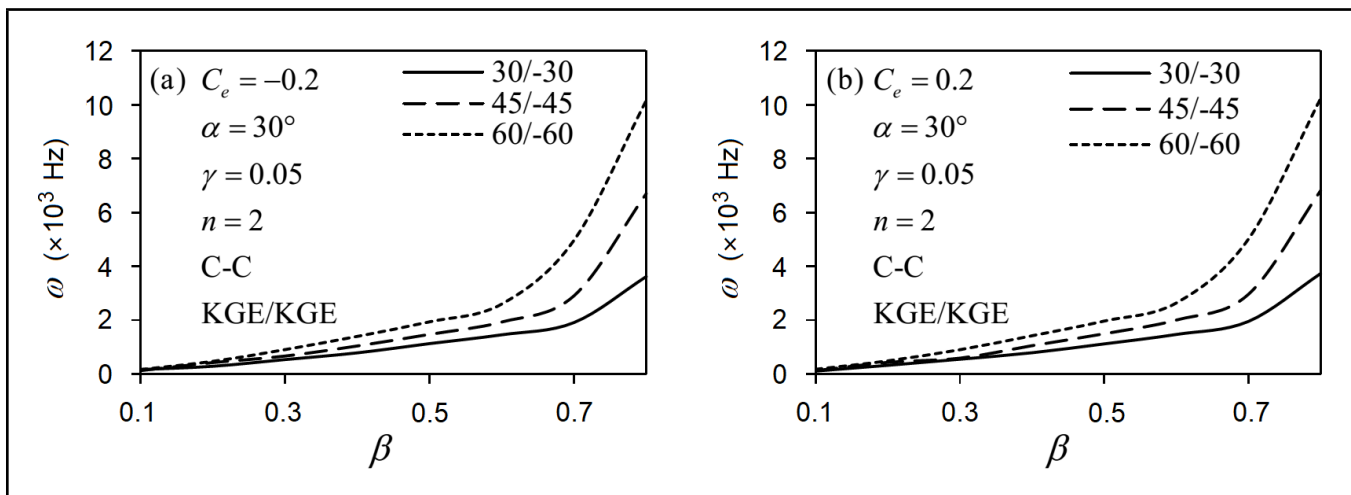 (a) C_e = −0.2
α = 30°
γ = 0.05
n = 2
C-C
KGE/KGE
30/-30
45/-45
60/-60
12
10
8
6
4
2
0
ω (×10³ Hz)
0.1 0.3 0.5 0.7
β
(b) C_e = 0.2
α = 30°
γ = 0.05
n = 2
C-C
KGE/KGE
30/-30
45/-45
60/-60
12
10
8
6
4
2
0
ω (×10³ Hz)
0.1 0.3 0.5 0.7
β